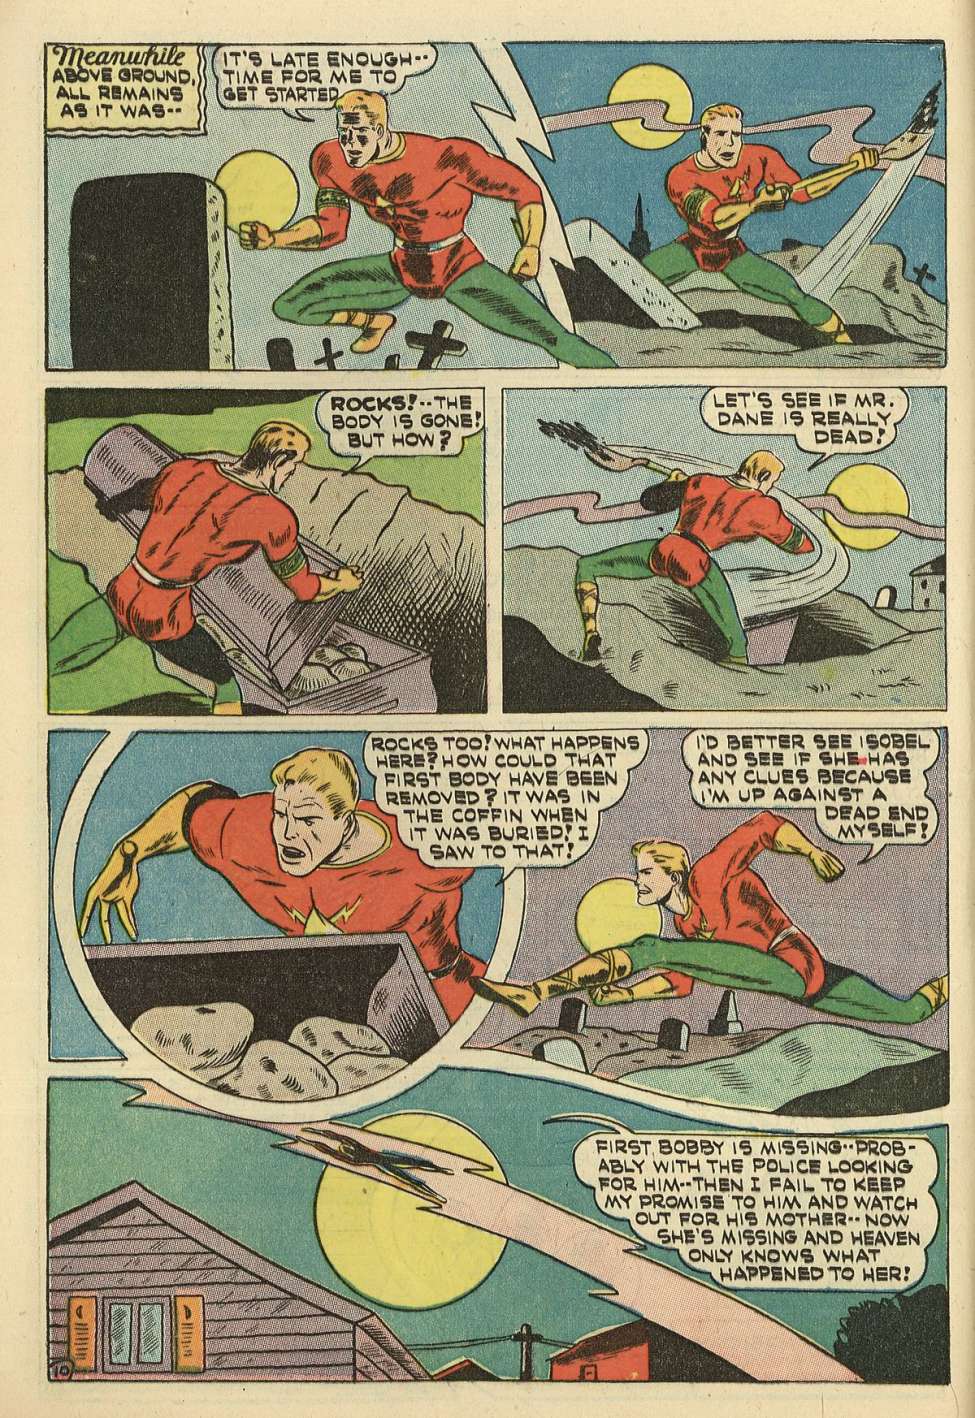 Meanwhile
ABOVE GROUND,
ALL REMAINS
AS IT WAS--
IT'S LATE ENOUGH--
TIME FOR ME TO
GET STARTED.
ROCKS!--THE
BODY IS GONE!
BUT HOW?
LET'S SEE IF MR.
DANE IS REALLY
DEAD!
ROCKS TOO! WHAT HAPPENS
HERE? HOW COULD THAT
FIRST BODY HAVE BEEN
REMOVED? IT WAS IN
THE COFFIN WHEN
IT WAS BURIED! I
SAW TO THAT!
I'D BETTER SEE ISOBEL
AND SEE IF SHE HAS
ANY CLUES BECAUSE
I'M UP AGAINST A
DEAD END
MYSELF!
FIRST BOBBY IS MISSING--PROB-
ABLY WITH THE POLICE LOOKING
FOR HIM--THEN I FAIL TO KEEP
MY PROMISE TO HIM AND WATCH
OUT FOR HIS MOTHER--NOW
SHE'S MISSING AND HEAVEN
ONLY KNOWS WHAT
HAPPENED TO HER!
10